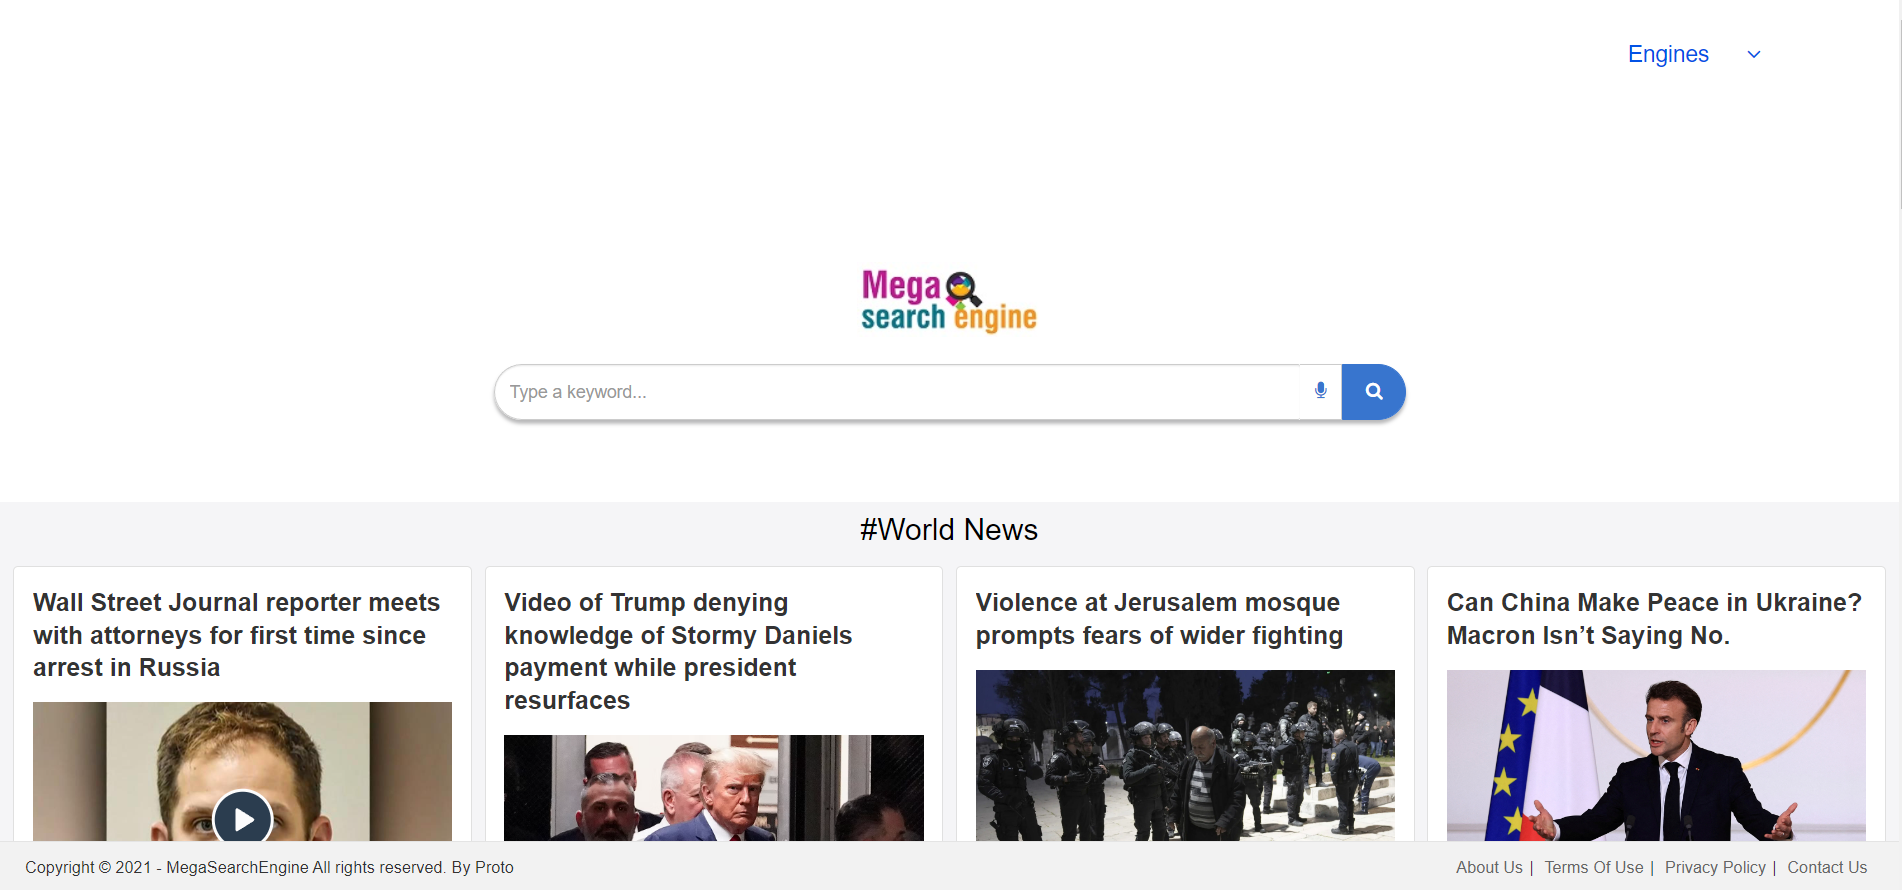 Engines
Mega
search engine
Type a keyword...
#World News
Wall Street Journal reporter meets
with attorneys for first time since
arrest in Russia
Video of Trump denying
knowledge of Stormy Daniels
payment while president
resurfaces
Violence at Jerusalem mosque
prompts fears of wider fighting
Can China Make Peace in Ukraine?
Macron Isn’t Saying No.
Copyright © 2021 - MegaSearchEngine All rights reserved. By Proto
About Us | Terms Of Use | Privacy Policy | Contact Us